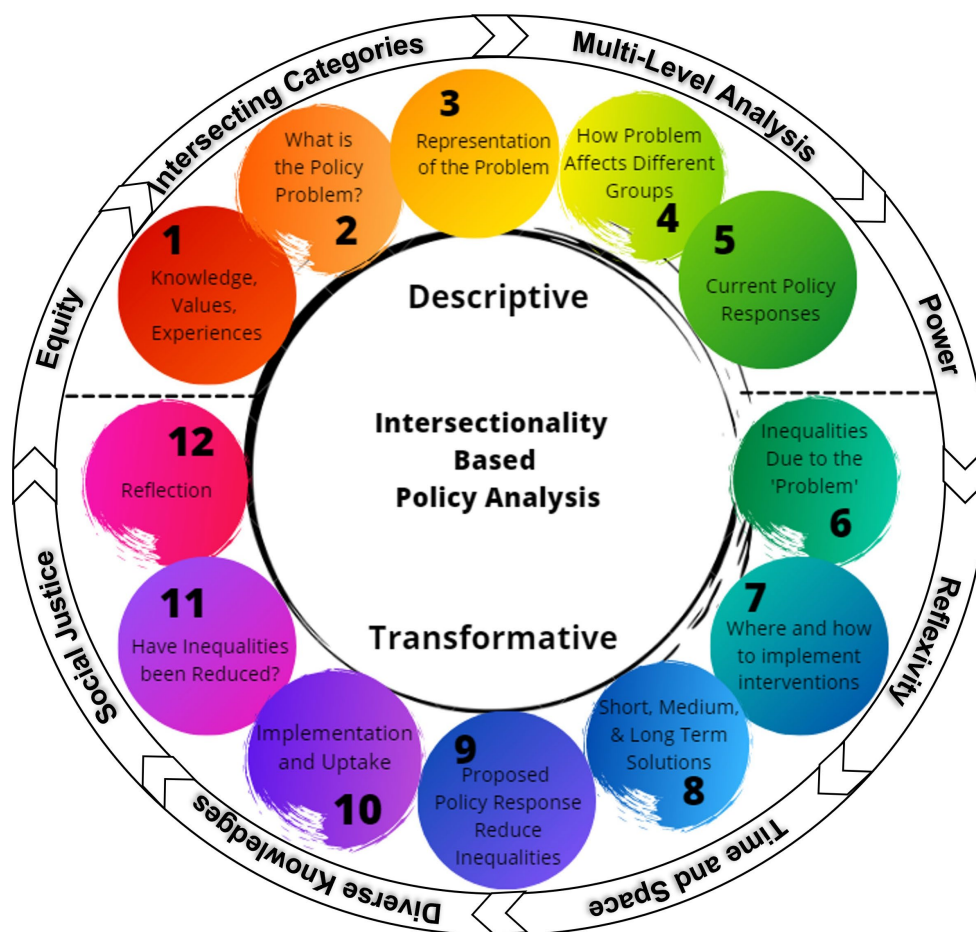 Intersecting Categories
Multi-Level Analysis
Power
Reflexivity
Time and Space
Diverse Knowledges
Social Justice
Equity
1
Knowledge,
Values,
Experiences
What is
the Policy
Problem?
2
3
Representation
of the Problem
How Problem
Affects Different
Groups
4
5
Current Policy
Responses
Descriptive
Intersectionality
Based
Policy Analysis
Transformative
Inequalities
Due to the
'Problem'
6
7
Where and how
to implement
interventions
Short, Medium,
& Long Term
Solutions
8
9
Proposed
Policy Response
Reduce
Inequalities
Implementation
and Uptake
10
11
Have Inequalities
been Reduced?
12
Reflection